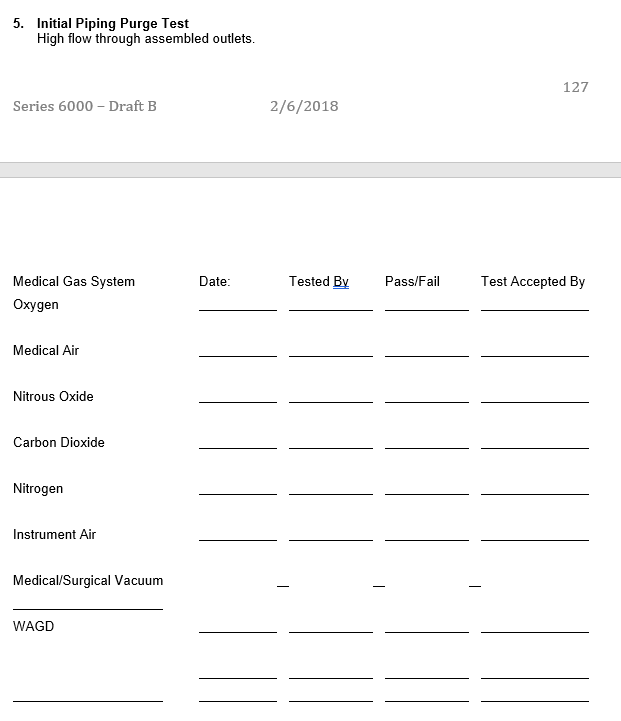 5. Initial Piping Purge Test
High flow through assembled outlets.
127
Series 6000 – Draft B 2/6/2018
Medical Gas System Date: Tested By Pass/Fail Test Accepted By
Oxygen
Medical Air
Nitrous Oxide
Carbon Dioxide
Nitrogen
Instrument Air
Medical/Surgical Vacuum
WAGD